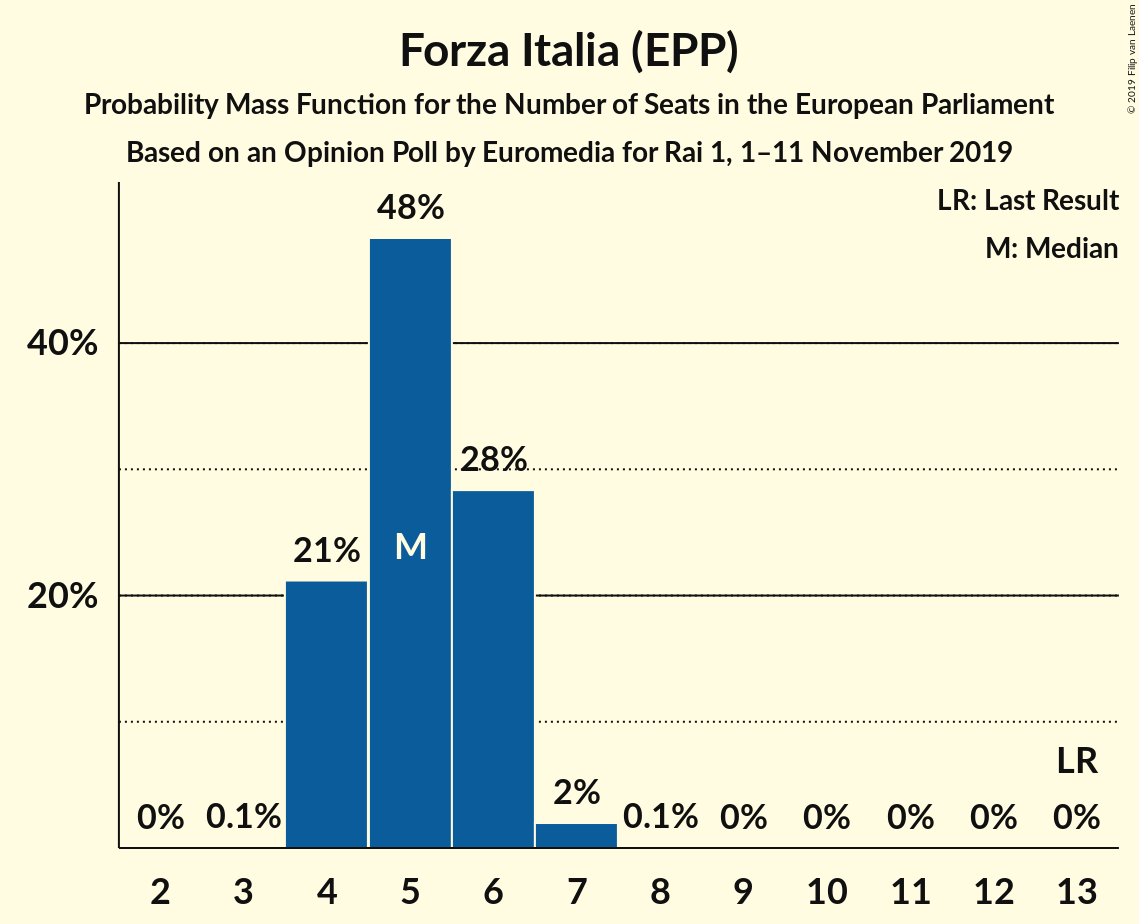 Forza Italia (EPP)
Probability Mass Function for the Number of Seats in the European Parliament
Based on an Opinion Poll by Euromedia for Rai 1, 1–11 November 2019
© 2019 Filip van Laenen
LR: Last Result
M: Median
48%
40%
28%
21%
M
20%
LR
0% 0.1% 2% 0.1% 0% 0% 0% 0% 0%
2 3 4 5 6 7 8 9 10 11 12 13